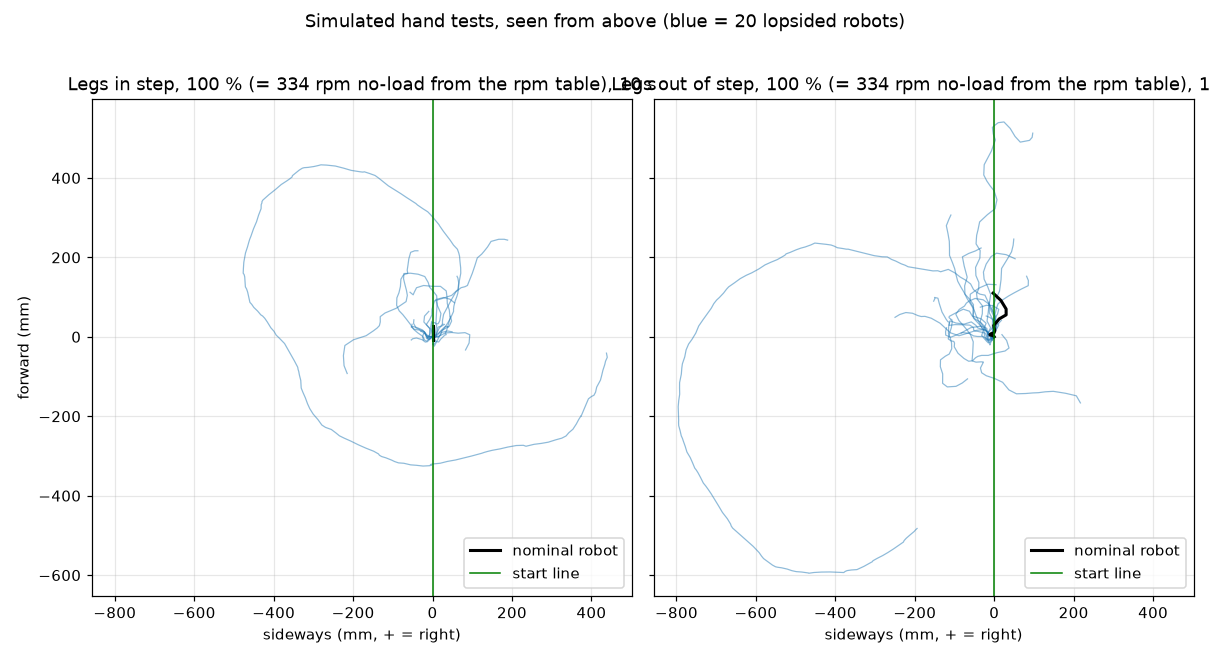 Simulated hand tests, seen from above (blue = 20 lopsided robots)
Legs in step, 100 % (= 334 rpm no-load from the rpm table), 10 s
Legs out of step, 100 % (= 334 rpm no-load from the rpm table), 1
forward (mm)
400
200
0
−200
−400
−600
nominal robot
start line
−800
−600
−400
−200
0
200
400
sideways (mm, + = right)
nominal robot
start line
−800
−600
−400
−200
0
200
400
sideways (mm, + = right)